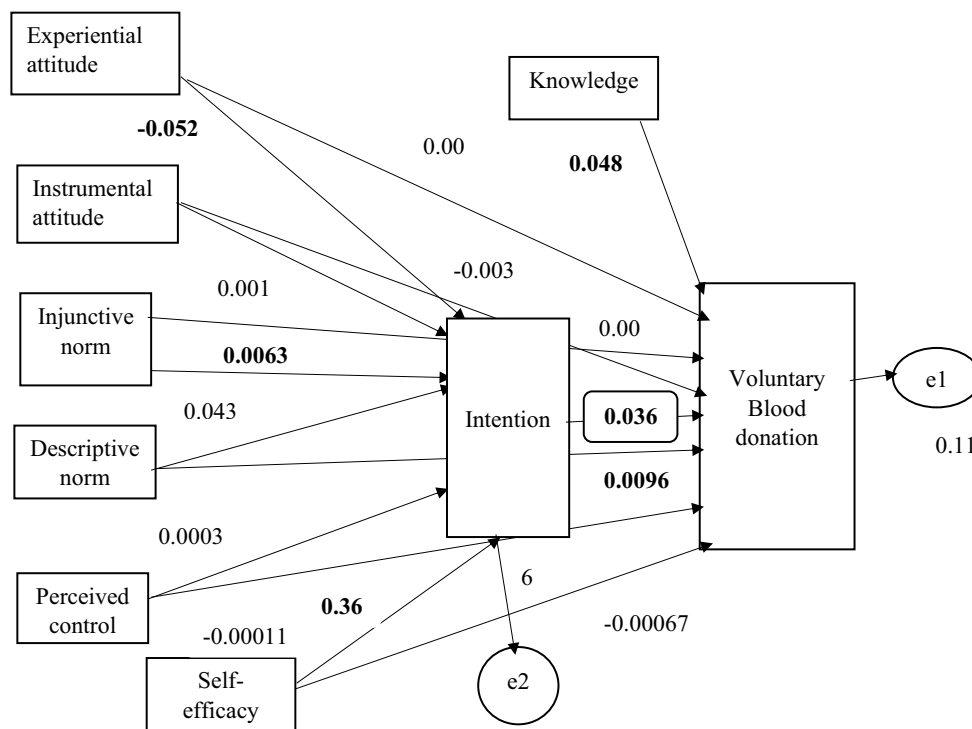 Experiential
attitude
Knowledge
-0.052
0.00
0.048
Instrumental
attitude
-0.003
0.001
Injunctive
norm
0.00
0.0063
Voluntary
Blood
donation
e1
0.043
Intention
0.036
Descriptive
norm
0.11
0.0096
0.0003
Perceived
control
6
0.36
-0.00011
-0.00067
Self-
efficacy
e2